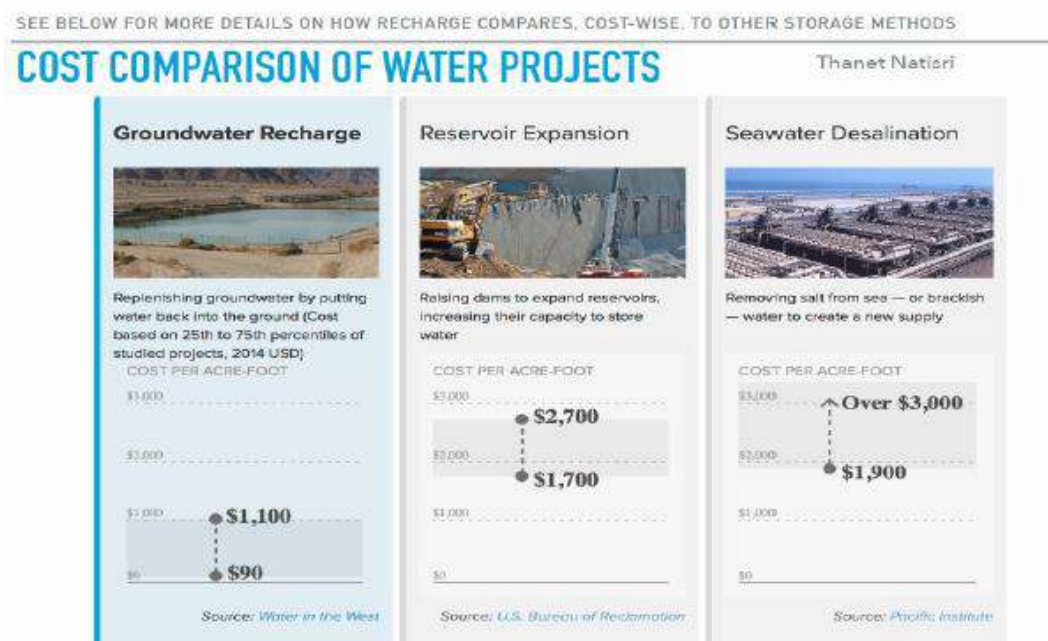 SEE BELOW FOR MORE DETAILS ON HOW RECHARGE COMPARES, COST-WISE, TO OTHER STORAGE METHODS
COST COMPARISON OF WATER PROJECTS
Thanet Natisri
Groundwater Recharge
Replenishing groundwater by putting
water back into the ground (Cost
based on 25th to 75th percentiles of
studied projects, 2014 USD)
COST PER ACRE-FOOT
$3,000
$2,000
$1,000
$1,100
$0
$90
Source: Water in the West
Reservoir Expansion
Raising dams to expand reservoirs,
increasing their capacity to store
water
COST PER ACRE-FOOT
$3,000
$2,700
$2,000
$1,700
$1,000
$0
Source: U.S. Bureau of Reclamation
Seawater Desalination
Removing salt from sea — or brackish
— water to create a new supply
COST PER ACRE-FOOT
$3,000
Over $3,000
$2,000
$1,900
$1,000
$0
Source: Pacific Institute